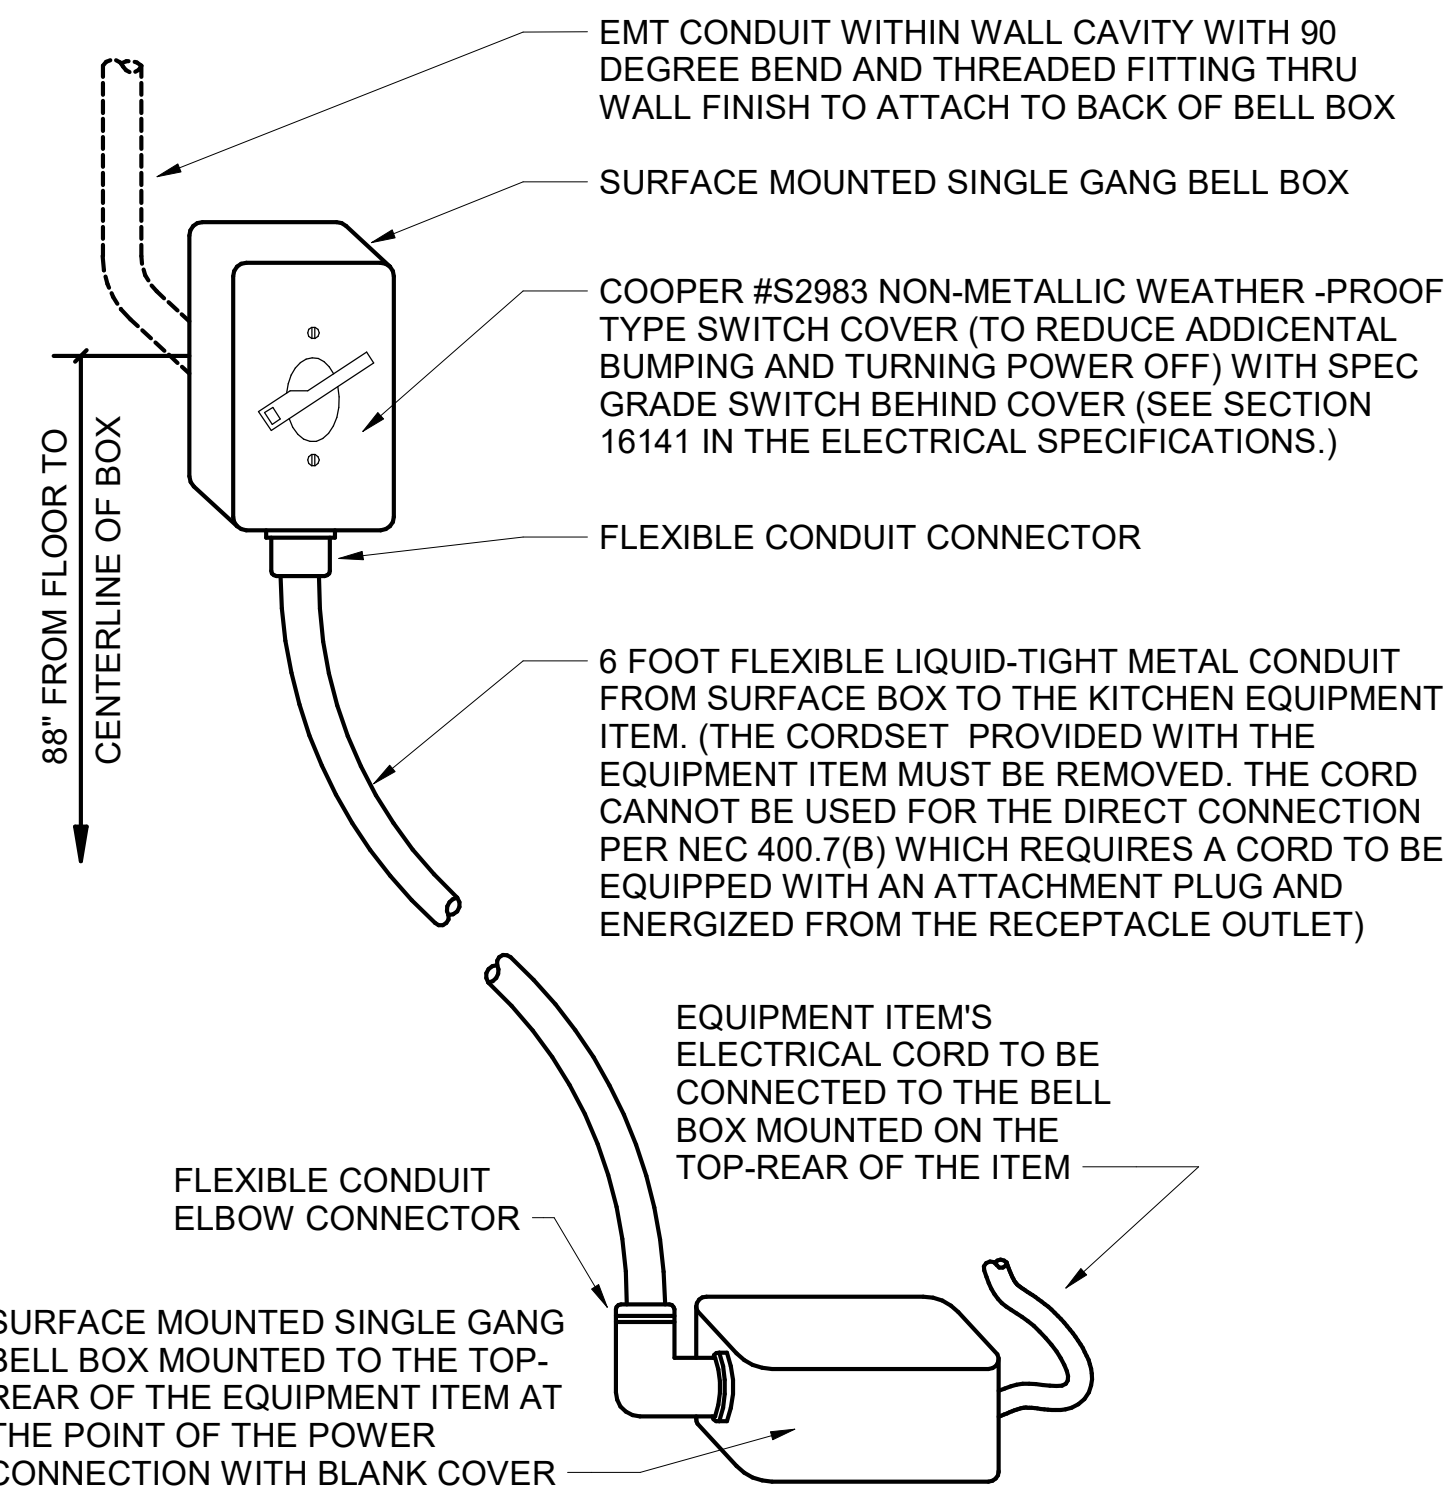 EMT CONDUIT WITHIN WALL CAVITY WITH 90
DEGREE BEND AND THREADED FITTING THRU
WALL FINISH TO ATTACH TO BACK OF BELL BOX
SURFACE MOUNTED SINGLE GANG BELL BOX
COOPER #S2983 NON-METALLIC WEATHER -PROOF
TYPE SWITCH COVER (TO REDUCE ADDICENTAL
BUMPING AND TURNING POWER OFF) WITH SPEC
GRADE SWITCH BEHIND COVER (SEE SECTION
16141 IN THE ELECTRICAL SPECIFICATIONS.)
88" FROM FLOOR TO
CENTERLINE OF BOX
FLEXIBLE CONDUIT CONNECTOR
6 FOOT FLEXIBLE LIQUID-TIGHT METAL CONDUIT
FROM SURFACE BOX TO THE KITCHEN EQUIPMENT
ITEM. (THE CORDSET  PROVIDED WITH THE
EQUIPMENT ITEM MUST BE REMOVED. THE CORD
CANNOT BE USED FOR THE DIRECT CONNECTION
PER NEC 400.7(B) WHICH REQUIRES A CORD TO BE
EQUIPPED WITH AN ATTACHMENT PLUG AND
ENERGIZED FROM THE RECEPTACLE OUTLET)
EQUIPMENT ITEM'S
ELECTRICAL CORD TO BE
CONNECTED TO THE BELL
BOX MOUNTED ON THE
TOP-REAR OF THE ITEM
FLEXIBLE CONDUIT
ELBOW CONNECTOR
SURFACE MOUNTED SINGLE GANG
BELL BOX MOUNTED TO THE TOP-
REAR OF THE EQUIPMENT ITEM AT
THE POINT OF THE POWER
CONNECTION WITH BLANK COVER